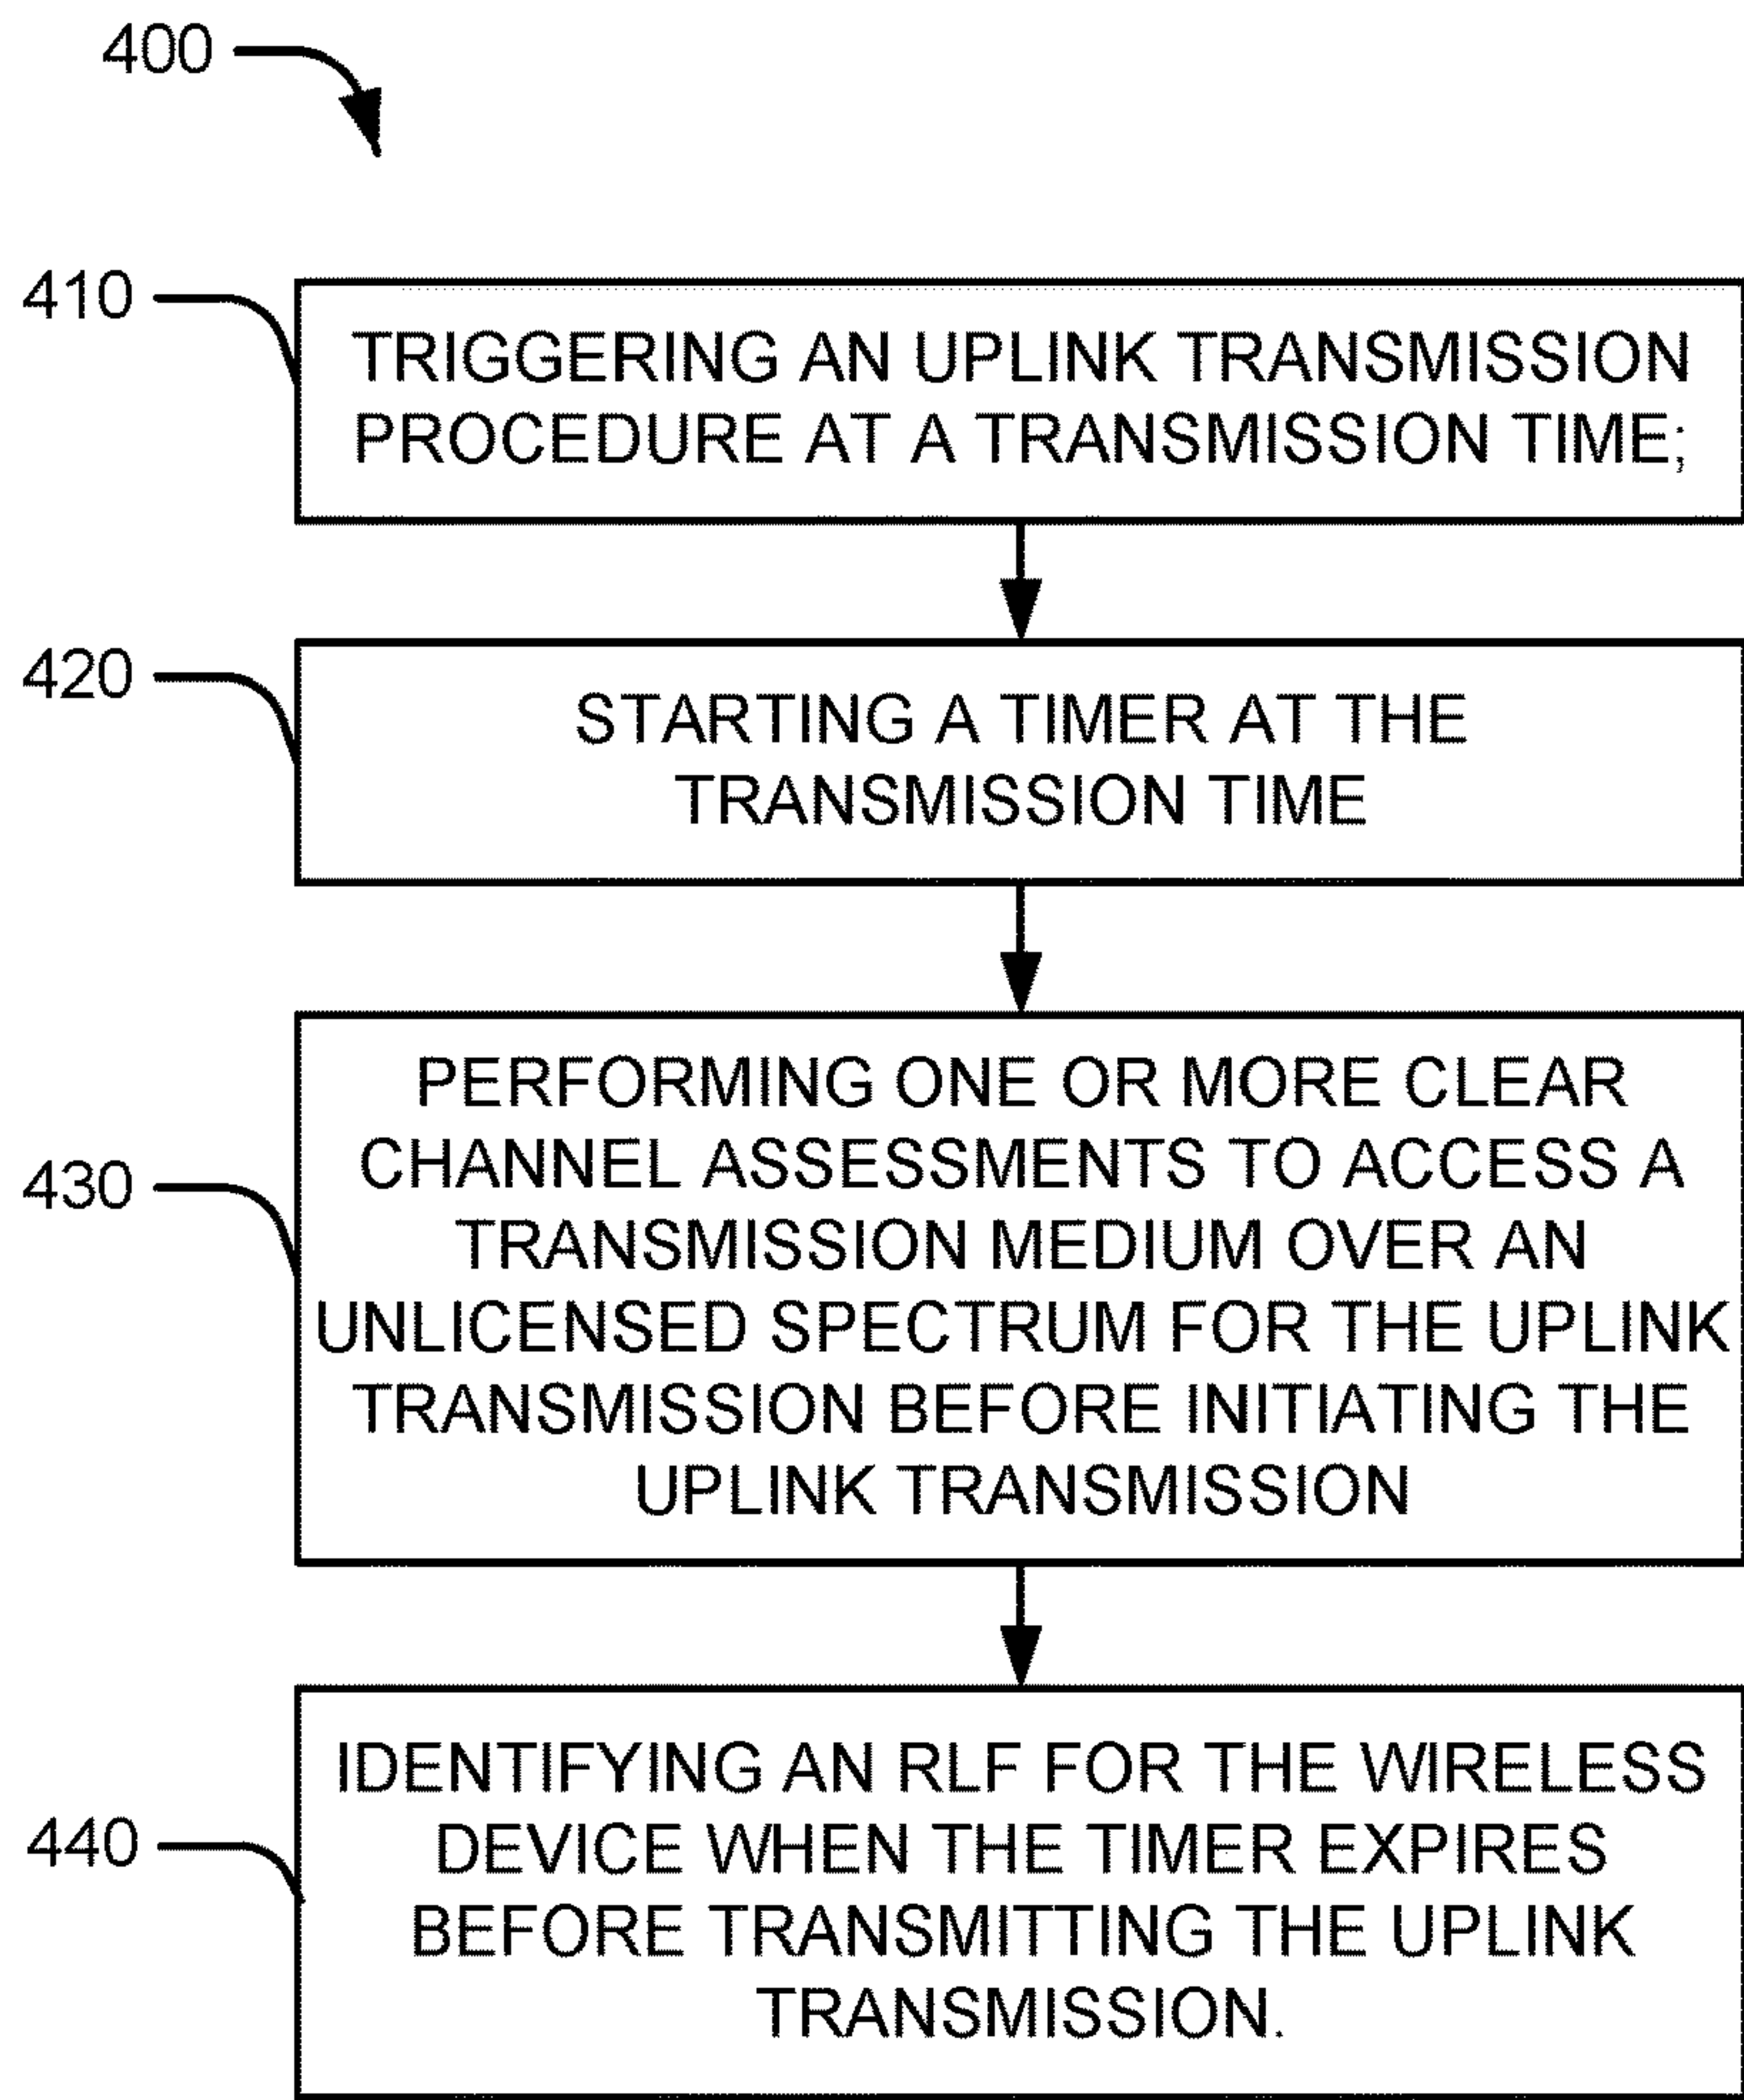 400
410
TRIGGERING AN UPLINK TRANSMISSION
PROCEDURE AT A TRANSMISSION TIME;
420
STARTING A TIMER AT THE
TRANSMISSION TIME
430
PERFORMING ONE OR MORE CLEAR
CHANNEL ASSESSMENTS TO ACCESS A
TRANSMISSION MEDIUM OVER AN
UNLICENSED SPECTRUM FOR THE UPLINK
TRANSMISSION BEFORE INITIATING THE
UPLINK TRANSMISSION
440
IDENTIFYING AN RLF FOR THE WIRELESS
DEVICE WHEN THE TIMER EXPIRES
BEFORE TRANSMITTING THE UPLINK
TRANSMISSION.